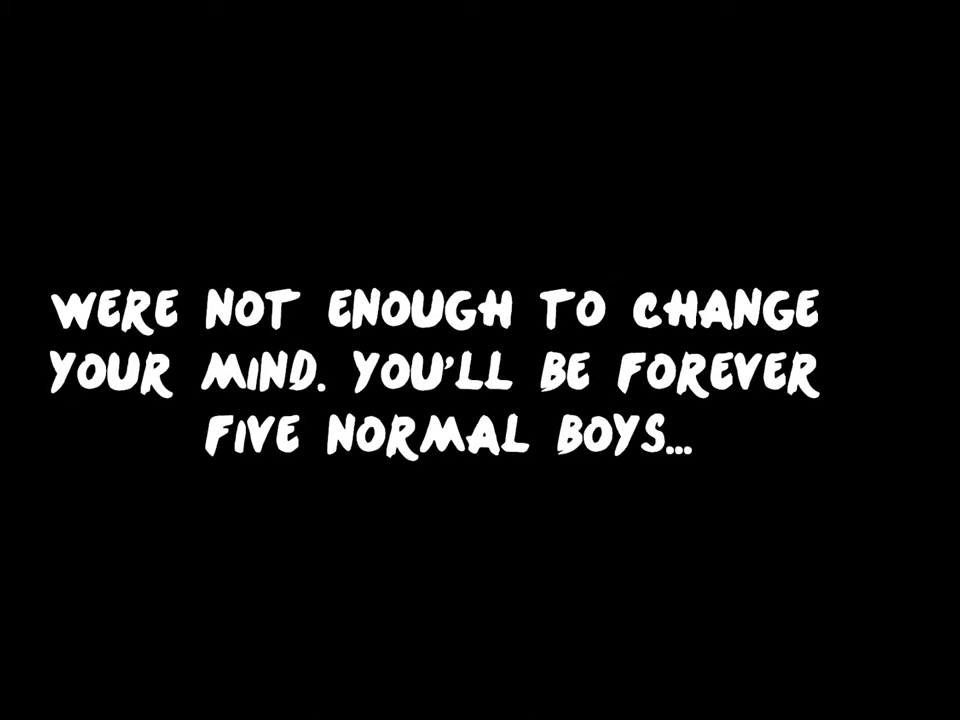 WERE NOT ENOUGH TO CHANGE
YOUR MIND. YOU'LL BE FOREVER
FIVE NORMAL BOYS...